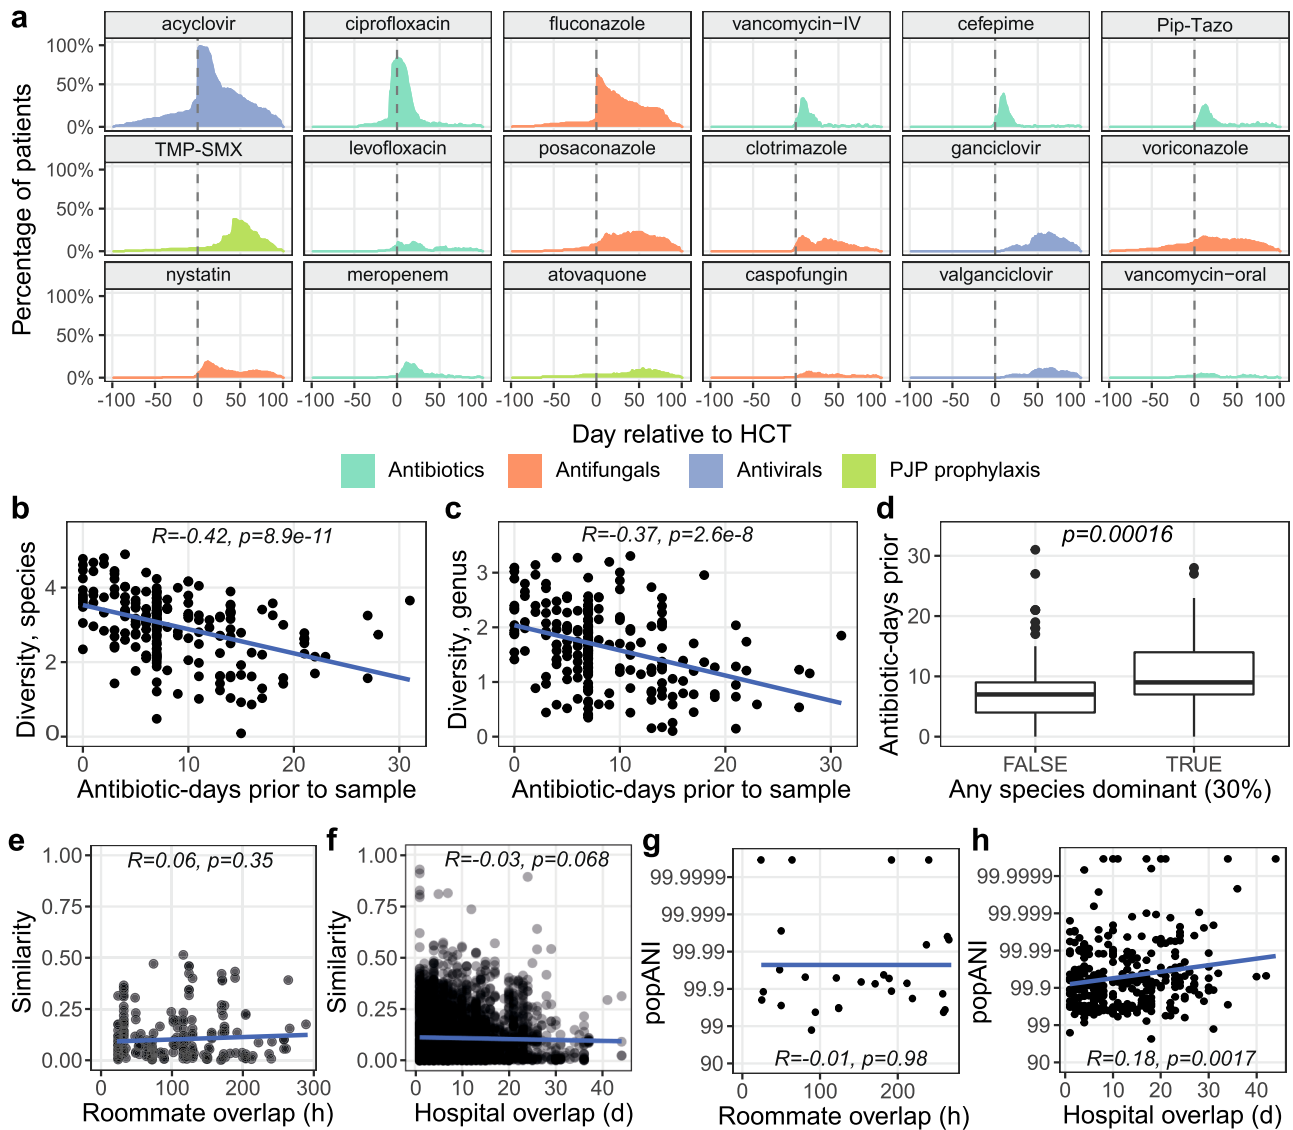 a
acyclovir ciprofloxacin fluconazole vancomycin−IV cefepime Pip-Tazo
100%
50%
0%
TMP-SMX levofloxacin posaconazole clotrimazole ganciclovir voriconazole
100%
50%
0%
nystatin meropenem atovaquone caspofungin valganciclovir vancomycin−oral
100%
50%
0%
Percentage of patients
-100 -50 0 50 100 -100 -50 0 50 100 -100 -50 0 50 100 -100 -50 0 50 100 -100 -50 0 50 100 -100 -50 0 50 100
Day relative to HCT
Antibiotics Antifungals Antivirals PJP prophylaxis
b
R=-0.42, p=8.9e-11
Diversity, species
4
2
0
0 10 20 30
Antibiotic-days prior to sample
c
R=-0.37, p=2.6e-8
Diversity, genus
3
2
1
0
0 10 20 30
Antibiotic-days prior to sample
d
p=0.00016
Antibiotic-days prior
30
20
10
0
FALSE TRUE
Any species dominant (30%)
e
R=0.06, p=0.35
Similarity
1.00
0.75
0.50
0.25
0.00
0 100 200 300
Roommate overlap (h)
f
R=-0.03, p=0.068
Similarity
1.00
0.75
0.50
0.25
0.00
0 10 20 30 40
Hospital overlap (d)
g
popANI
99.9999
99.999
99.99
99.9
99
90
R=-0.01, p=0.98
0 100 200
Roommate overlap (h)
h
popANI
99.9999
99.999
99.99
99.9
99
90
R=0.18, p=0.0017
0 10 20 30 40
Hospital overlap (d)